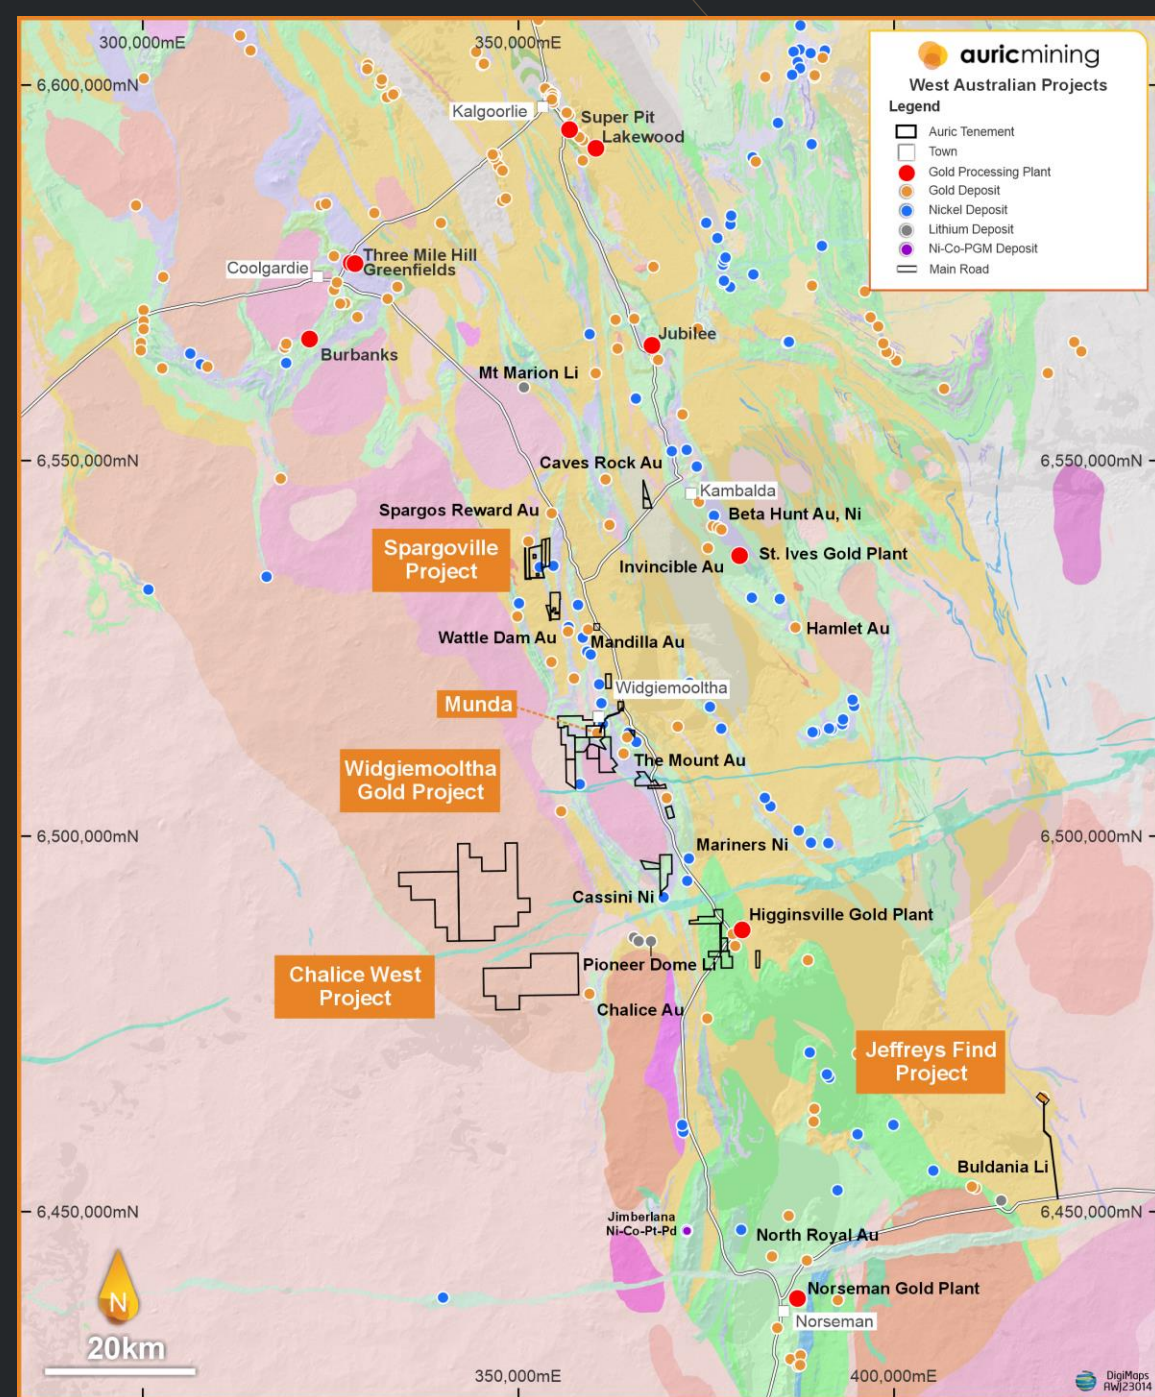 300,000mE
350,000mE
auricmining
West Australian Projects
Legend
Auric Tenement
Town
Gold Processing Plant
Gold Deposit
Nickel Deposit
Lithium Deposit
Ni-Co-PGM Deposit
Main Road
6,600,000mN
Kalgoorlie
Super Pit
Lakewood
Coolgardie
Three Mile Hill
Greenfields
Burbanks
Jubilee
Mt Marion Li
6,550,000mN
6,550,000mN
Caves Rock Au
Kambalda
Spargos Reward Au
Beta Hunt Au, Ni
Spargoville
Project
St. Ives Gold Plant
Invincible Au
Hamlet Au
Wattle Dam Au
Mandilla Au
Widgiemooltha
Munda
The Mount Au
Widgiemooltha
Gold Project
6,500,000mN
6,500,000mN
Mariners Ni
Cassini Ni
Higginsville Gold Plant
Pioneer Dome Li
Chalice West
Project
Chalice Au
Jeffreys Find
Project
Buldania Li
6,450,000mN
6,450,000mN
Jimberlana
Ni-Co-Pt-Pd
North Royal Au
Norseman Gold Plant
Norseman
N
20km
350,000mE
400,000mE
DigiMaps
AWJ23014